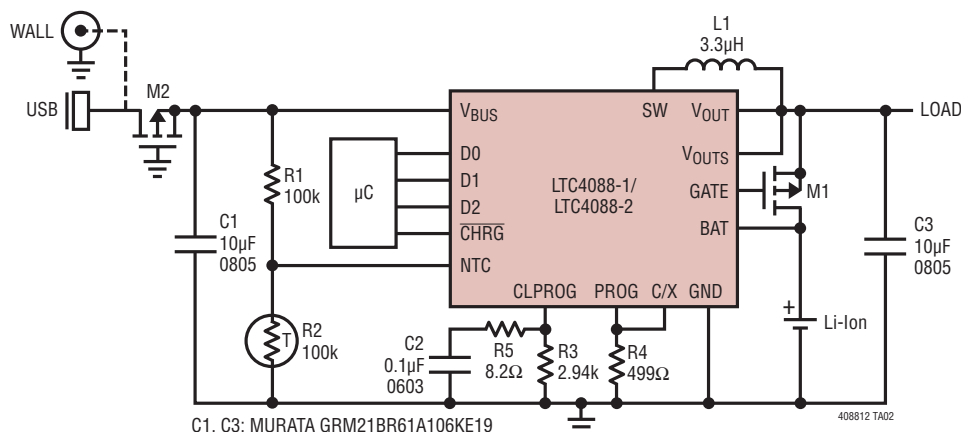 WALL
USB
M2
L1
3.3µH
VBUS
SW
VOUT
LOAD
VOUTS
D0
D1
D2
CHRG
NTC
µC
LTC4088-1/
LTC4088-2
GATE
M1
BAT
R1
100k
C1
10µF
0805
C3
10µF
0805
CLPROG
PROG
C/X
GND
T
R2
100k
C2
0.1µF
0603
R5
8.2Ω
R3
2.94k
R4
499Ω
+
Li-Ion
408812 TA02
C1, C3: MURATA GRM21BR61A106KE19